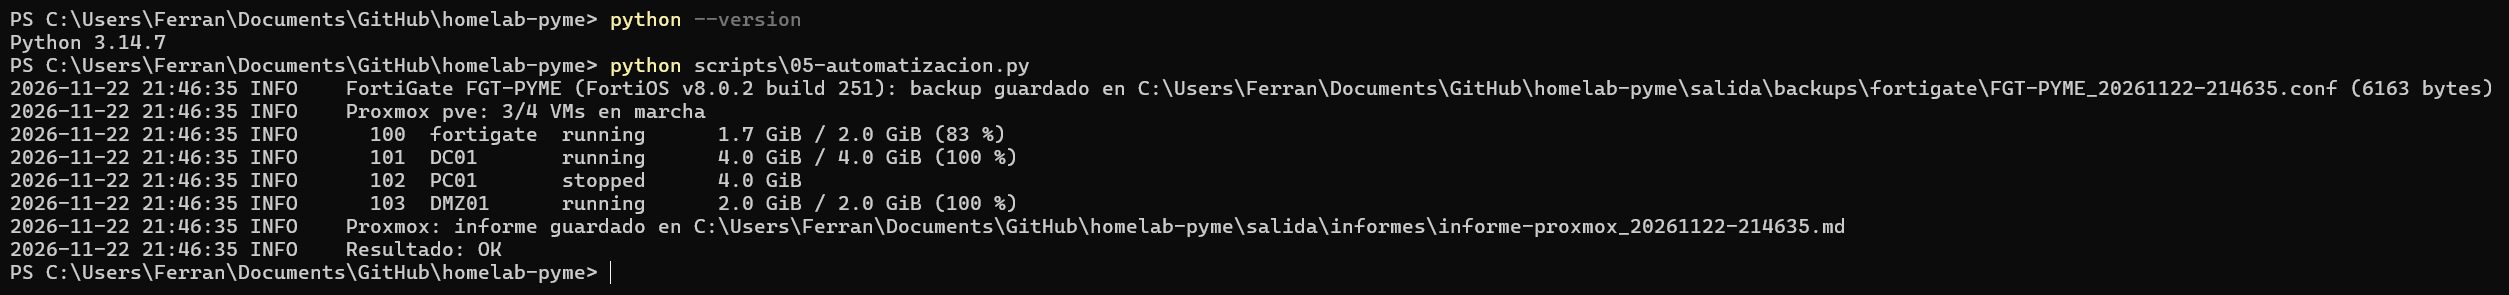 PS C:\Users\Ferran\Documents\GitHub\homelab-pyme> python --version
Python 3.14.7
PS C:\Users\Ferran\Documents\GitHub\homelab-pyme> python scripts\05-automatizacion.py
2026-11-22 21:46:35 INFO    FortiGate FGT-PYME (FortiOS v8.0.2 build 251): backup guardado en C:\Users\Ferran\Documents\GitHub\homelab-pyme\salida\backups\fortigate\FGT-PYME_20261122-214635.conf (6163 bytes)
2026-11-22 21:46:35 INFO    Proxmox pve: 3/4 VMs en marcha
2026-11-22 21:46:35 INFO      100  fortigate  running      1.7 GiB / 2.0 GiB (83 %)
2026-11-22 21:46:35 INFO      101  DC01       running      4.0 GiB / 4.0 GiB (100 %)
2026-11-22 21:46:35 INFO      102  PC01       stopped      4.0 GiB
2026-11-22 21:46:35 INFO      103  DMZ01      running      2.0 GiB / 2.0 GiB (100 %)
2026-11-22 21:46:35 INFO    Proxmox: informe guardado en C:\Users\Ferran\Documents\GitHub\homelab-pyme\salida\informes\informe-proxmox_20261122-214635.md
2026-11-22 21:46:35 INFO    Resultado: OK
PS C:\Users\Ferran\Documents\GitHub\homelab-pyme>